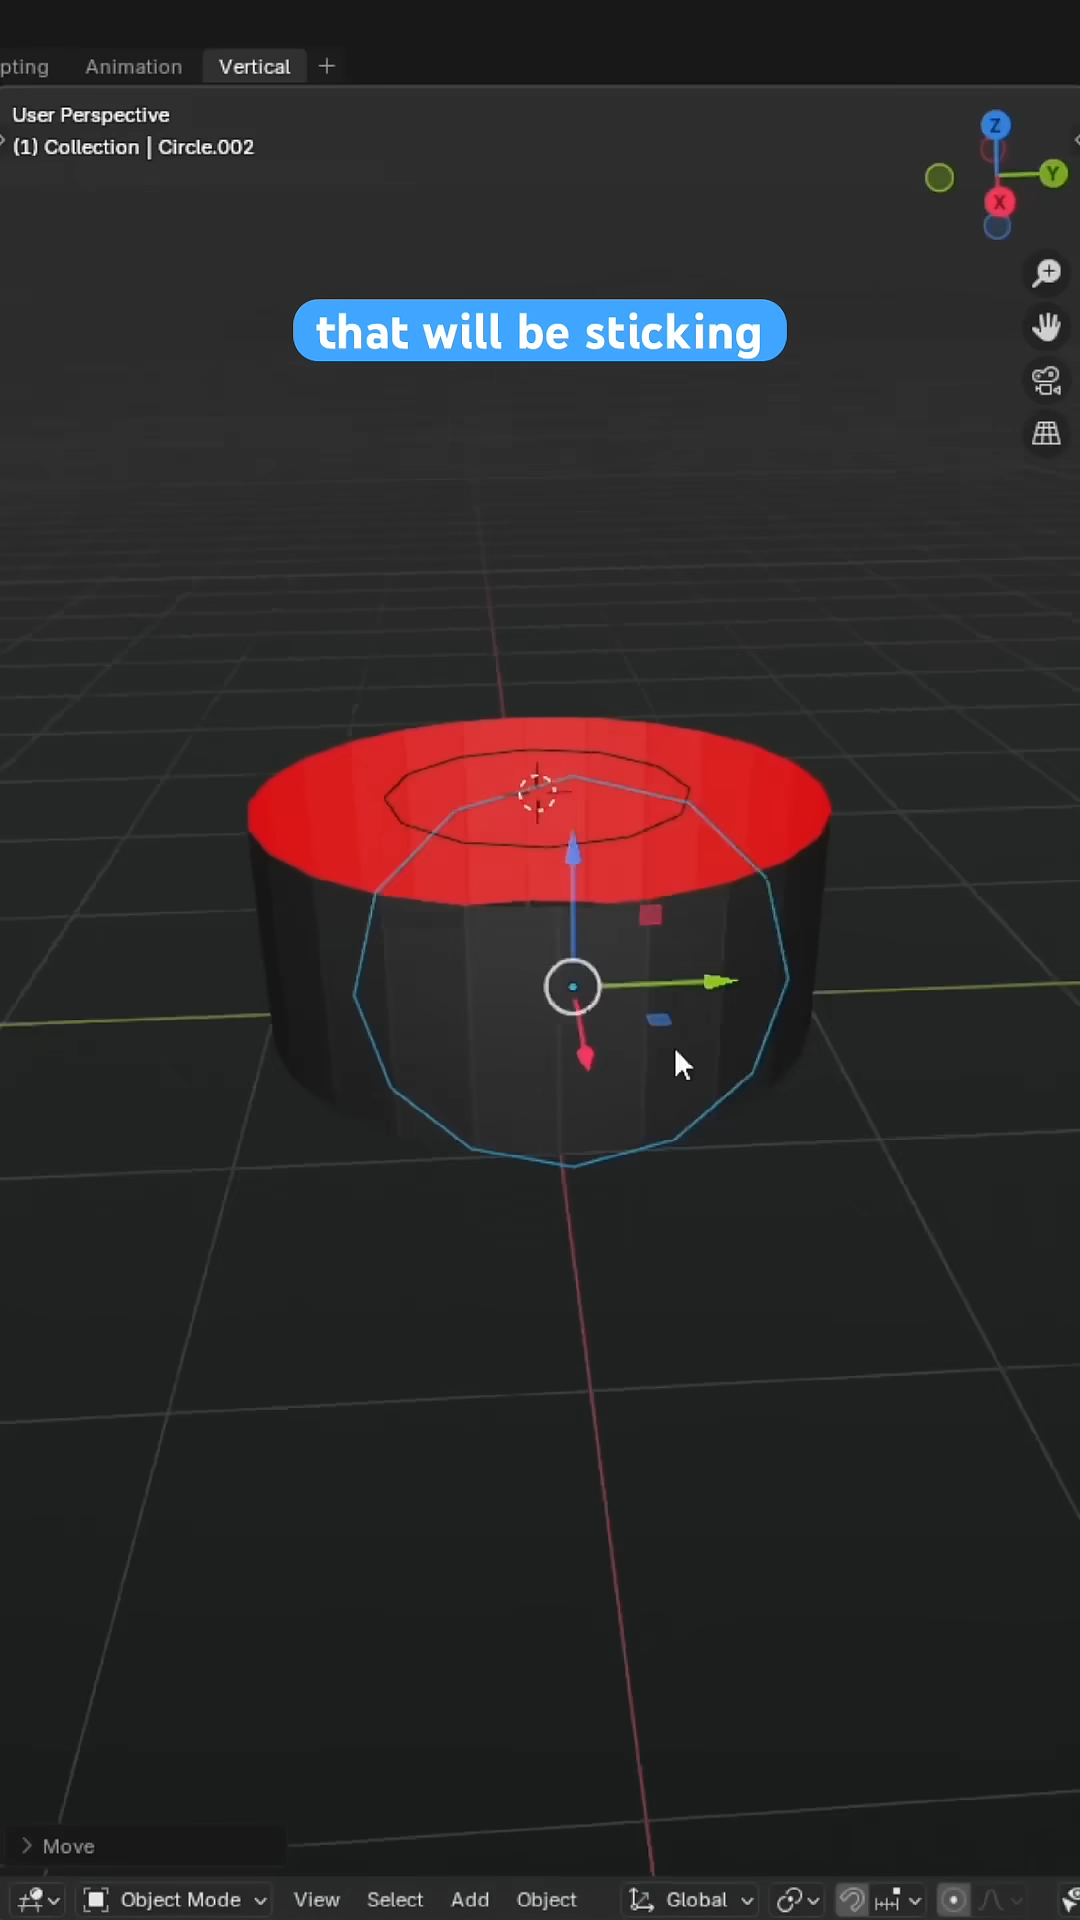 pting Animation Vertical +
User Perspective
(1) Collection | Circle.002
Z
Y
X
that will be sticking
Move
Object Mode View Select Add Object Global